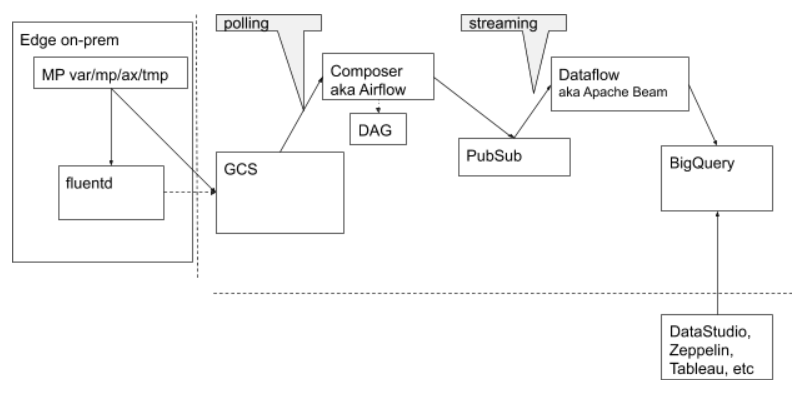 polling
streaming
Edge on-prem
MP var/mp/ax/tmp
Composer
aka Airflow
Dataflow
aka Apache Beam
DAG
PubSub
GCS
BigQuery
fluentd
DataStudio,
Zeppelin,
Tableau, etc